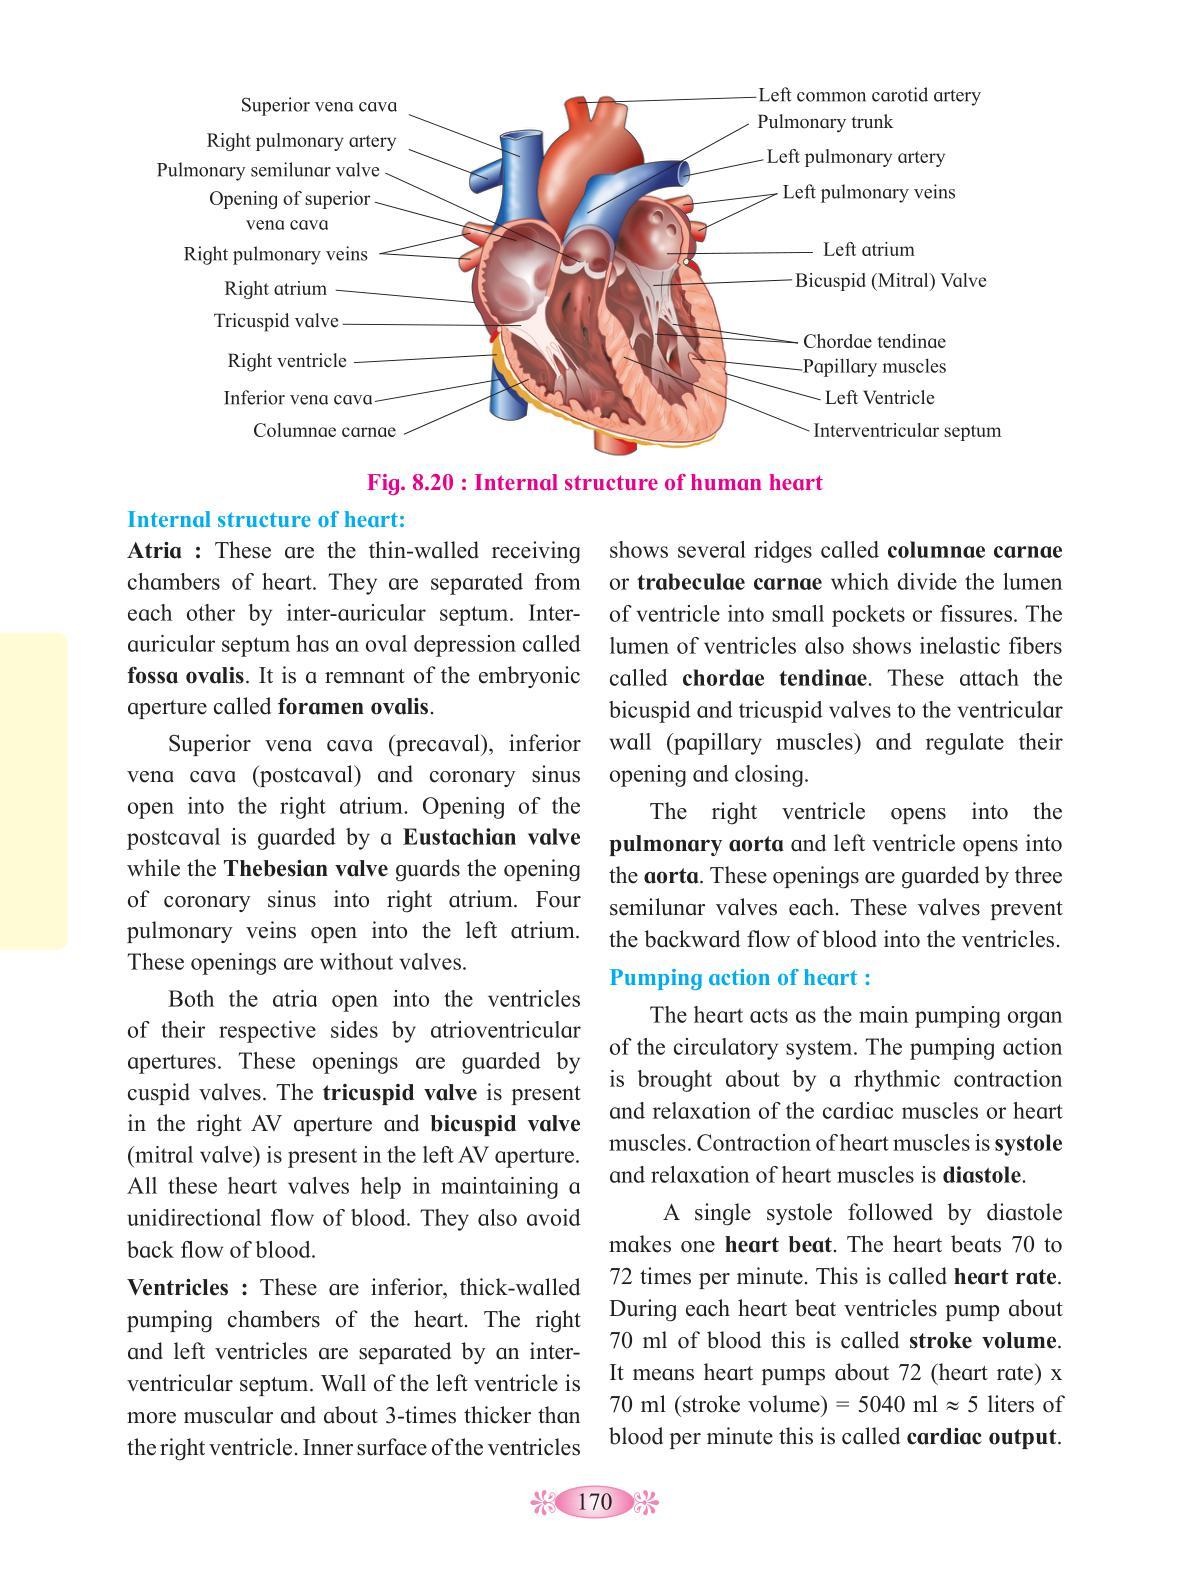 Superior vena cava
Right pulmonary artery
Pulmonary semilunar valve
Opening of superior
vena cava
Right pulmonary veins
Right atrium
Tricuspid valve
Right ventricle
Inferior vena cava
Columnae carnae
Left common carotid artery
Pulmonary trunk
Left pulmonary artery
Left pulmonary veins
Left atrium
Bicuspid (Mitral) Valve
Chordae tendinae
Papillary muscles
Left Ventricle
Interventricular septum
Fig. 8.20 : Internal structure of human heart
Internal structure of heart:
Atria : These are the thin-walled receiving
chambers of heart. They are separated from
each other by inter-auricular septum. Inter-
auricular septum has an oval depression called
fossa ovalis. It is a remnant of the embryonic
aperture called foramen ovalis.
Superior vena cava (precaval), inferior
vena cava (postcaval) and coronary sinus
open into the right atrium. Opening of the
postcaval is guarded by a Eustachian valve
while the Thebesian valve guards the opening
of coronary sinus into right atrium. Four
pulmonary veins open into the left atrium.
These openings are without valves.
Both the atria open into the ventricles
of their respective sides by atrioventricular
apertures. These openings are guarded by
cuspid valves. The tricuspid valve is present
in the right AV aperture and bicuspid valve
(mitral valve) is present in the left AV aperture.
All these heart valves help in maintaining a
unidirectional flow of blood. They also avoid
back flow of blood.
Ventricles : These are inferior, thick-walled
pumping chambers of the heart. The right
and left ventricles are separated by an inter-
ventricular septum. Wall of the left ventricle is
more muscular and about 3-times thicker than
the right ventricle. Inner surface of the ventricles
shows several ridges called columnae carnae
or trabeculae carnae which divide the lumen
of ventricle into small pockets or fissures. The
lumen of ventricles also shows inelastic fibers
called chordae tendinae. These attach the
bicuspid and tricuspid valves to the ventricular
wall (papillary muscles) and regulate their
opening and closing.
The right ventricle opens into the
pulmonary aorta and left ventricle opens into
the aorta. These openings are guarded by three
semilunar valves each. These valves prevent
the backward flow of blood into the ventricles.
Pumping action of heart :
The heart acts as the main pumping organ
of the circulatory system. The pumping action
is brought about by a rhythmic contraction
and relaxation of the cardiac muscles or heart
muscles. Contraction of heart muscles is systole
and relaxation of heart muscles is diastole.
A single systole followed by diastole
makes one heart beat. The heart beats 70 to
72 times per minute. This is called heart rate.
During each heart beat ventricles pump about
70 ml of blood this is called stroke volume.
It means heart pumps about 72 (heart rate) x
70 ml (stroke volume) = 5040 ml ≈ 5 liters of
blood per minute this is called cardiac output.
170